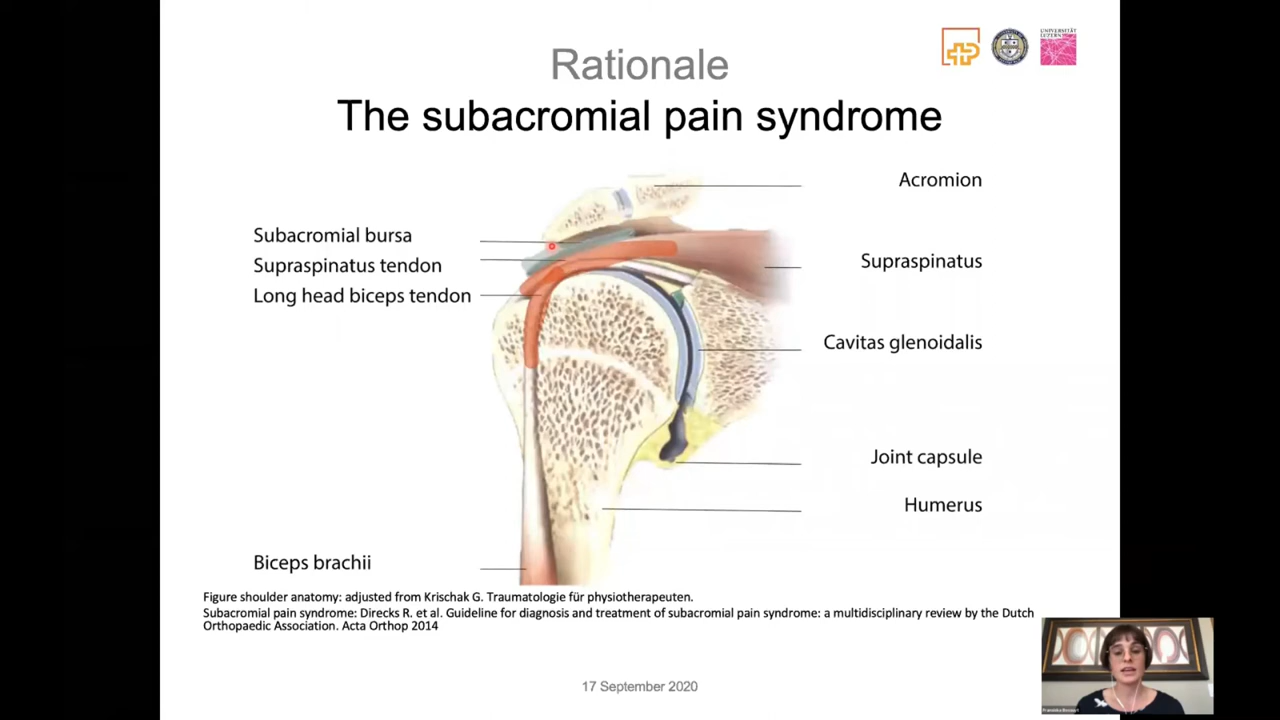 Rationale
The subacromial pain syndrome
UNIVERSITÄT
LUZERN
Acromion
Subacromial bursa
Supraspinatus tendon
Long head biceps tendon
Supraspinatus
Cavitas glenoidalis
Joint capsule
Humerus
Biceps brachii
Figure shoulder anatomy: adjusted from Krischak G. Traumatologie für physiotherapeuten.
Subacromial pain syndrome: Direcks R. et al. Guideline for diagnosis and treatment of subacromial pain syndrome: a multidisciplinary review by the Dutch
Orthopaedic Association. Acta Orthop 2014
17 September 2020